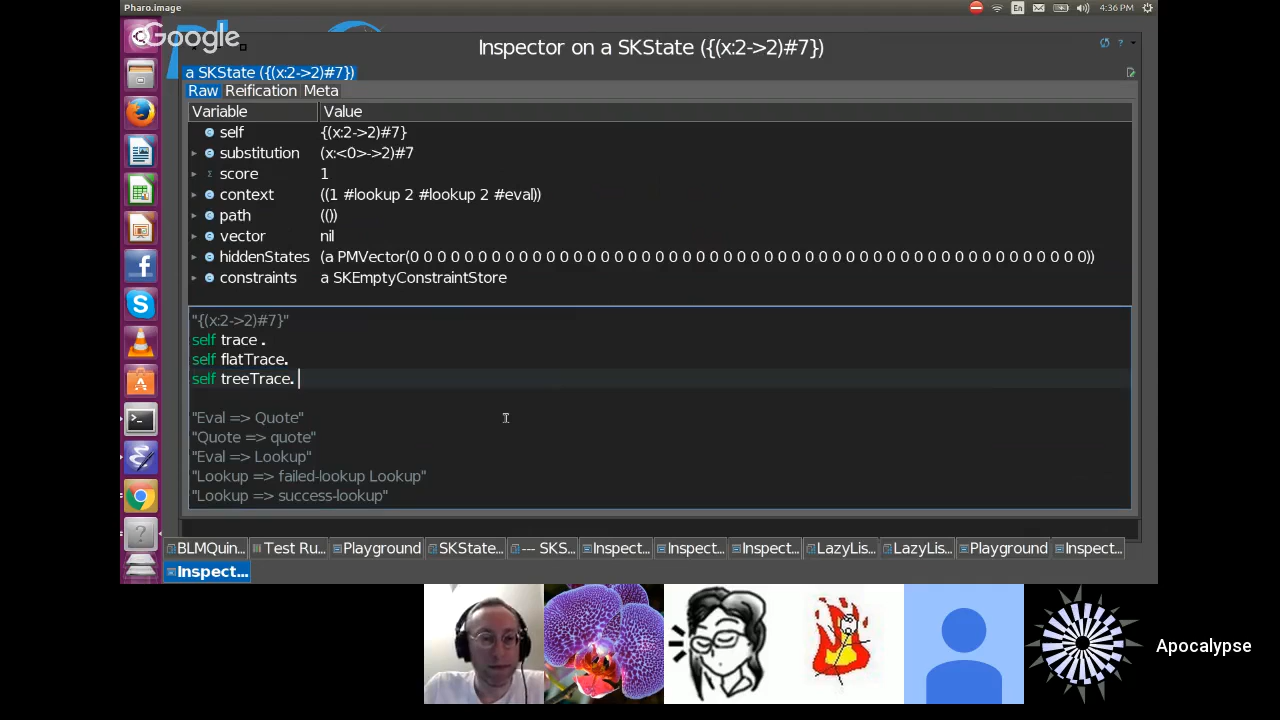 Pharo.image
En
4:36 PM
Google
Inspector on a SKState ({(x:2->2)#7})
?
a SKState ({(x:2->2)#7})
Raw Reification Meta
Variable Value
self {(x:2->2)#7}
substitution (x:<0>->2)#7
score 1
context ((1 #lookup 2 #lookup 2 #eval))
path (())
vector nil
hiddenStates (a PMVector(0 0 0 0 0 0 0 0 0 0 0 0 0 0 0 0 0 0 0 0 0 0 0 0 0 0 0 0 0 0 0 0 0 0 0 0 0 0 0 0 0 0 0 0 0 0 0 0 0 0))
constraints a SKEmptyConstraintStore
"{(x:2->2)#7}"
self trace .
self flatTrace.
self treeTrace.
"Eval => Quote"
"Quote => quote"
"Eval => Lookup"
"Lookup => failed-lookup Lookup"
"Lookup => success-lookup"
BLMQuin... Test Ru... Playground SKState... --- SKS... Inspect... Inspect... Inspect... LazyLis... LazyLis... Playground Inspect...
Inspect...
Apocalypse